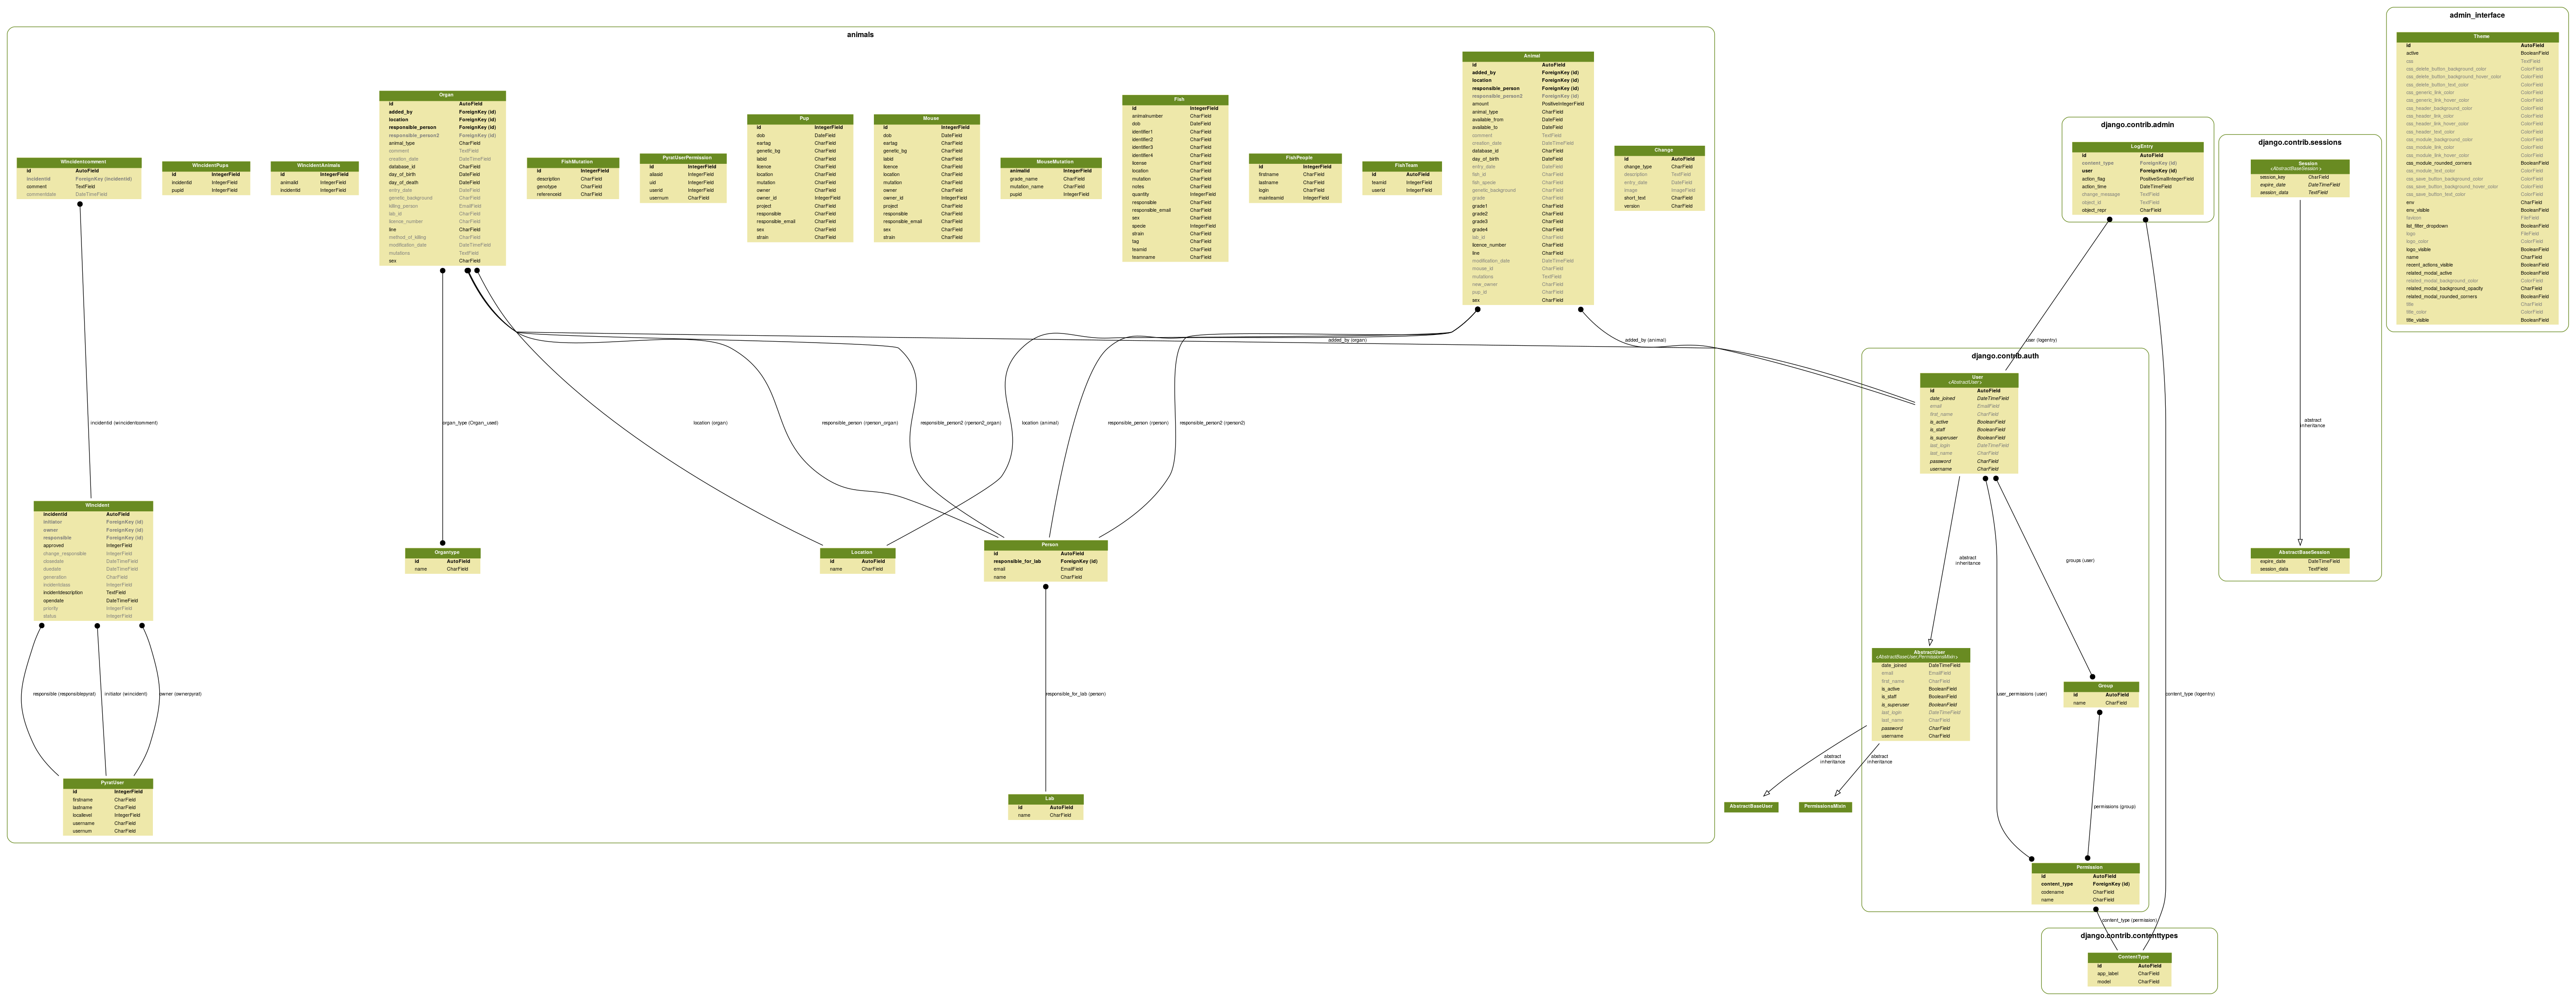 animals
WIncidentcomment
id AutoField
incidentid ForeignKey (incidentid)
comment TextField
commentdate DateTimeField
WIncidentPups
id IntegerField
incidentid IntegerField
pupid IntegerField
WIncidentAnimals
id IntegerField
animalid IntegerField
incidentid IntegerField
Organ
id AutoField
added_by ForeignKey (id)
location ForeignKey (id)
responsible_person ForeignKey (id)
responsible_person2 ForeignKey (id)
animal_type CharField
comment TextField
creation_date DateTimeField
database_id CharField
day_of_birth DateField
day_of_death DateField
entry_date DateField
genetic_background CharField
killing_person EmailField
lab_id CharField
licence_number CharField
line CharField
method_of_killing CharField
modification_date DateTimeField
mutations TextField
sex CharField
FishMutation
id IntegerField
description CharField
genotype CharField
referenceid CharField
PyratUserPermission
id IntegerField
aliasid IntegerField
uid IntegerField
userid IntegerField
usernum CharField
Pup
id IntegerField
dob DateField
eartag CharField
genetic_bg CharField
labid CharField
licence CharField
location CharField
mutation CharField
owner CharField
owner_id IntegerField
project CharField
responsible CharField
responsible_email CharField
sex CharField
strain CharField
Mouse
id IntegerField
dob DateField
eartag CharField
genetic_bg CharField
labid CharField
licence CharField
location CharField
mutation CharField
owner CharField
owner_id IntegerField
project CharField
responsible CharField
responsible_email CharField
sex CharField
strain CharField
MouseMutation
animalid IntegerField
grade_name CharField
mutation_name CharField
pupid IntegerField
Fish
id IntegerField
animalnumber CharField
dob DateField
identifier1 CharField
identifier2 CharField
identifier3 CharField
identifier4 CharField
license CharField
location CharField
mutation CharField
notes CharField
quantity IntegerField
responsible CharField
responsible_email CharField
sex CharField
specie IntegerField
strain CharField
tag CharField
teamid CharField
teamname CharField
FishPeople
id IntegerField
firstname CharField
lastname CharField
login CharField
mainteamid IntegerField
FishTeam
id AutoField
teamid IntegerField
userid IntegerField
Animal
id AutoField
added_by ForeignKey (id)
location ForeignKey (id)
responsible_person ForeignKey (id)
responsible_person2 ForeignKey (id)
amount PositiveIntegerField
animal_type CharField
available_from DateField
available_to DateField
comment TextField
creation_date DateTimeField
database_id CharField
day_of_birth DateField
entry_date DateField
fish_id CharField
fish_specie CharField
genetic_background CharField
grade CharField
grade1 CharField
grade2 CharField
grade3 CharField
grade4 CharField
lab_id CharField
licence_number CharField
line CharField
modification_date DateTimeField
mouse_id CharField
mutations TextField
new_owner CharField
pup_id CharField
sex CharField
Change
id AutoField
change_type CharField
description TextField
entry_date DateField
image ImageField
short_text CharField
version CharField
django.contrib.admin
LogEntry
id AutoField
content_type ForeignKey (id)
user ForeignKey (id)
action_flag PositiveSmallIntegerField
action_time DateTimeField
change_message TextField
object_id TextField
object_repr CharField
django.contrib.sessions
Session
<AbstractBaseSession >
session_key CharField
expire_date DateTimeField
session_data TextField
admin_interface
Theme
id AutoField
active BooleanField
css TextField
css_delete_button_background_color ColorField
css_delete_button_background_hover_color ColorField
css_delete_button_text_color ColorField
css_generic_link_color ColorField
css_generic_link_hover_color ColorField
css_header_background_color ColorField
css_header_link_color ColorField
css_header_link_hover_color ColorField
css_header_text_color ColorField
css_module_background_color ColorField
css_module_link_color ColorField
css_module_link_hover_color ColorField
css_module_rounded_corners BooleanField
css_module_text_color ColorField
css_save_button_background_color ColorField
css_save_button_background_hover_color ColorField
css_save_button_text_color ColorField
env CharField
env_visible BooleanField
favicon FileField
list_filter_dropdown BooleanField
logo FileField
logo_color ColorField
logo_visible BooleanField
name CharField
recent_actions_visible BooleanField
related_modal_active BooleanField
related_modal_background_color ColorField
related_modal_background_opacity CharField
related_modal_rounded_corners BooleanField
title CharField
title_color ColorField
title_visible BooleanField
added_by (organ)
added_by (animal)
user (logentry)
django.contrib.auth
User
<AbstractUser>
id AutoField
date_joined DateTimeField
email EmailField
first_name CharField
is_active BooleanField
is_staff BooleanField
is_superuser BooleanField
last_login DateTimeField
last_name CharField
password CharField
username CharField
incidentid (wincidentcomment)
organ_type (Organ_used)
location (organ)
responsible_person (rperson_organ)
responsible_person2 (rperson2_organ)
location (animal)
responsible_person (rperson)
responsible_person2 (rperson2)
abstract
inheritance
WIncident
incidentid AutoField
initiator ForeignKey (id)
owner ForeignKey (id)
responsible ForeignKey (id)
approved IntegerField
change_responsible IntegerField
closedate DateTimeField
duedate DateTimeField
generation CharField
incidentclass IntegerField
incidentdescription TextField
opendate DateTimeField
priority IntegerField
status IntegerField
Organtype
id AutoField
name CharField
Location
id AutoField
name CharField
Person
id AutoField
responsible_for_lab ForeignKey (id)
email EmailField
name CharField
abstract
inheritance
groups (user)
AbstractBaseSession
expire_date DateTimeField
session_data TextField
responsible (responsiblepyrat)
initiator (wincident)
owner (ownerpyrat)
responsible_for_lab (person)
AbstractUser
<AbstractBaseUser,PermissionsMixin>
date_joined DateTimeField
email EmailField
first_name CharField
is_active BooleanField
is_staff BooleanField
is_superuser BooleanField
last_login DateTimeField
last_name CharField
password CharField
username CharField
user_permissions (user)
Group
id AutoField
name CharField
content_type (logentry)
abstract
inheritance
abstract
inheritance
PyratUser
id IntegerField
firstname CharField
lastname CharField
locallevel IntegerField
username CharField
usernum CharField
Lab
id AutoField
name CharField
AbstractBaseUser
PermissionsMixin
permissions (group)
Permission
id AutoField
content_type ForeignKey (id)
codename CharField
name CharField
content_type (permission)
django.contrib.contenttypes
ContentType
id AutoField
app_label CharField
model CharField